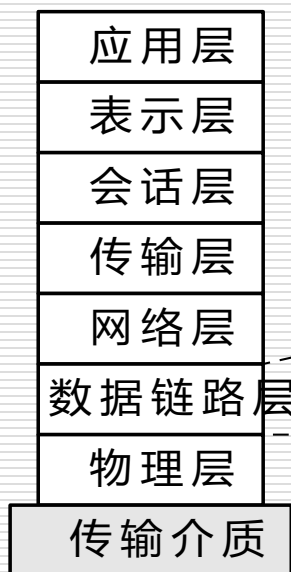 应用层
表示层
会话层
传输层
网络层
数据链路层
物理层
传输介质